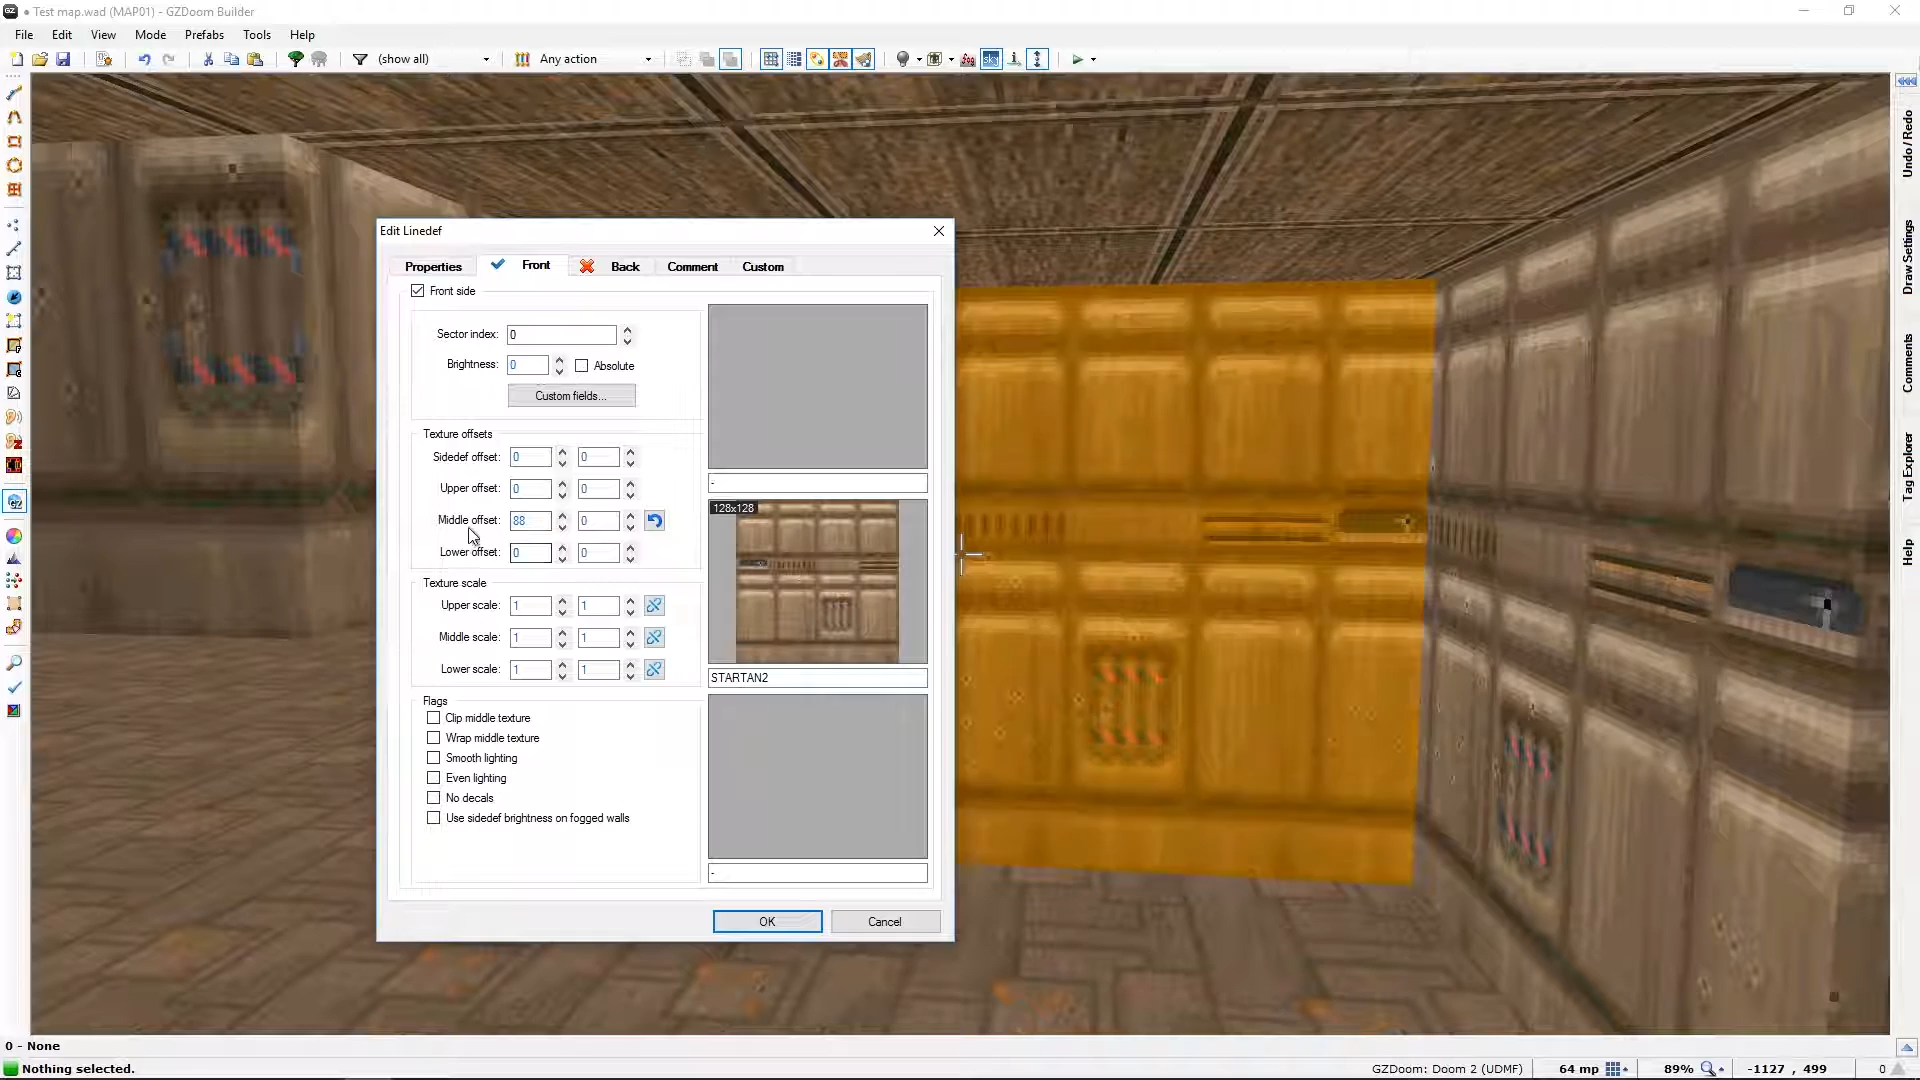 ● Test map.wad (MAP01) - GZDoom Builder
File Edit View Mode Prefabs Tools Help
(show all) Any action
sky
Undo / Redo
Draw Settings
Comments
Tag Explorer
Help
Edit Linedef
Properties Front Back Comment Custom
Front side
Sector index: 0
Brightness: 0 Absolute
Custom fields...
Texture offsets
Sidedef offset: 0 0
Upper offset: 0 0
-
Middle offset: 88 0
128x128
Lower offset: 0 0
Texture scale
Upper scale: 1 1
Middle scale: 1 1
Lower scale: 1 1
STARTAN2
Flags
Clip middle texture
Wrap middle texture
Smooth lighting
Even lighting
No decals
Use sidedef brightness on fogged walls
-
OK Cancel
0 - None
Nothing selected.
GZDoom: Doom 2 (UDMF) 64 mp 89% -1127 , 499 0